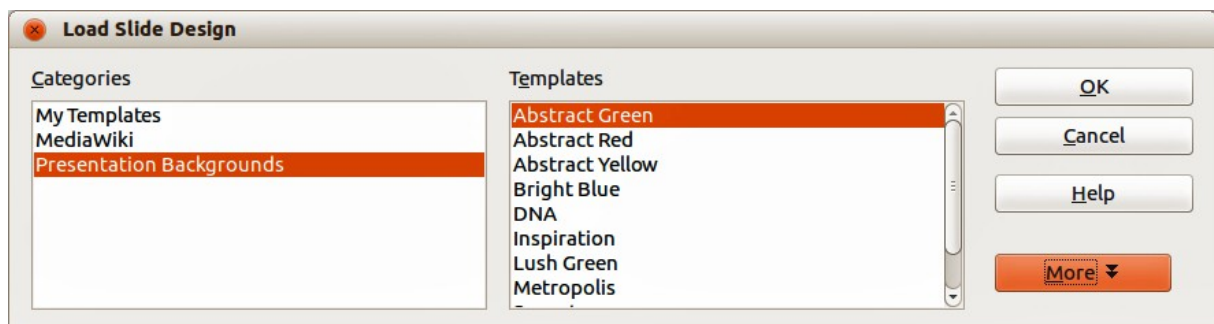 Load Slide Design
Categories
My Templates
MediaWiki
Presentation Backgrounds
Templates
Abstract Green
Abstract Red
Abstract Yellow
Bright Blue
DNA
Inspiration
Lush Green
Metropolis
OK
Cancel
Help
More